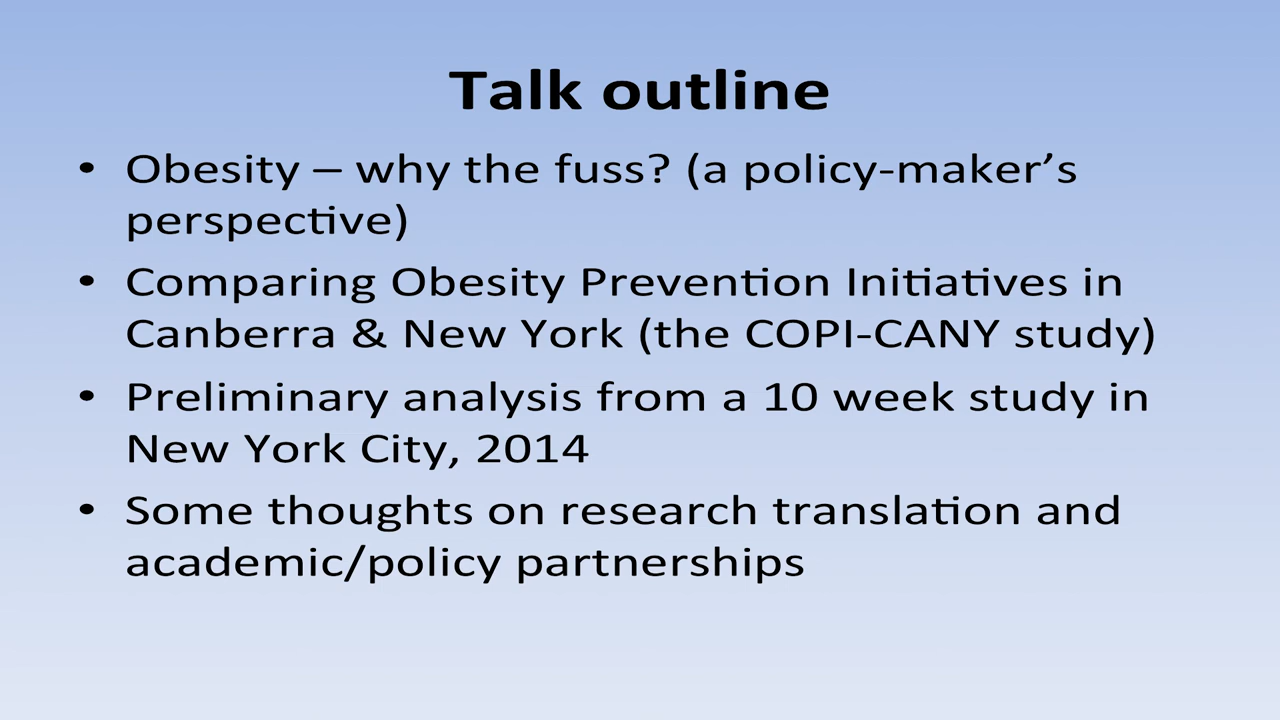 Talk outline
• Obesity – why the fuss? (a policy-maker’s
perspective)
• Comparing Obesity Prevention Initiatives in
Canberra & New York (the COPI-CANY study)
• Preliminary analysis from a 10 week study in
New York City, 2014
• Some thoughts on research translation and
academic/policy partnerships